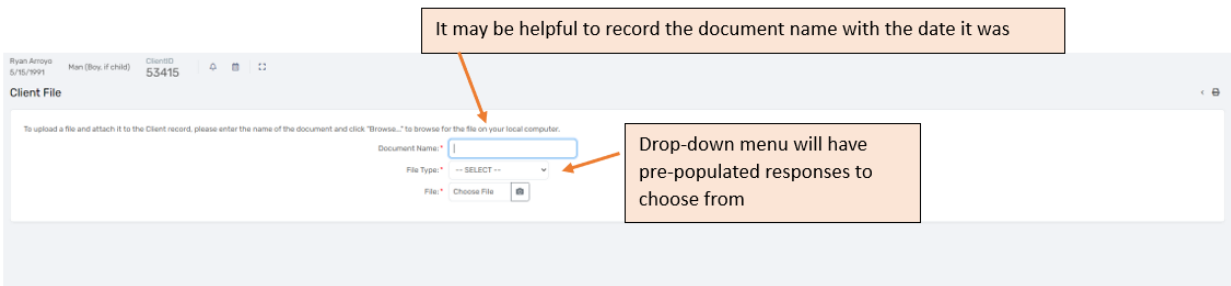 It may be helpful to record the document name with the date it was
Ryan Arroyo
5/15/1991
Man (Boy, if child)
ClientID
53415
Client File
To upload a file and attach it to the Client record, please enter the name of the document and click "Browse..." to browse for the file on your local computer.
Document Name:*
File Type:* -- SELECT --
File:* Choose File
Drop-down menu will have
pre-populated responses to
choose from